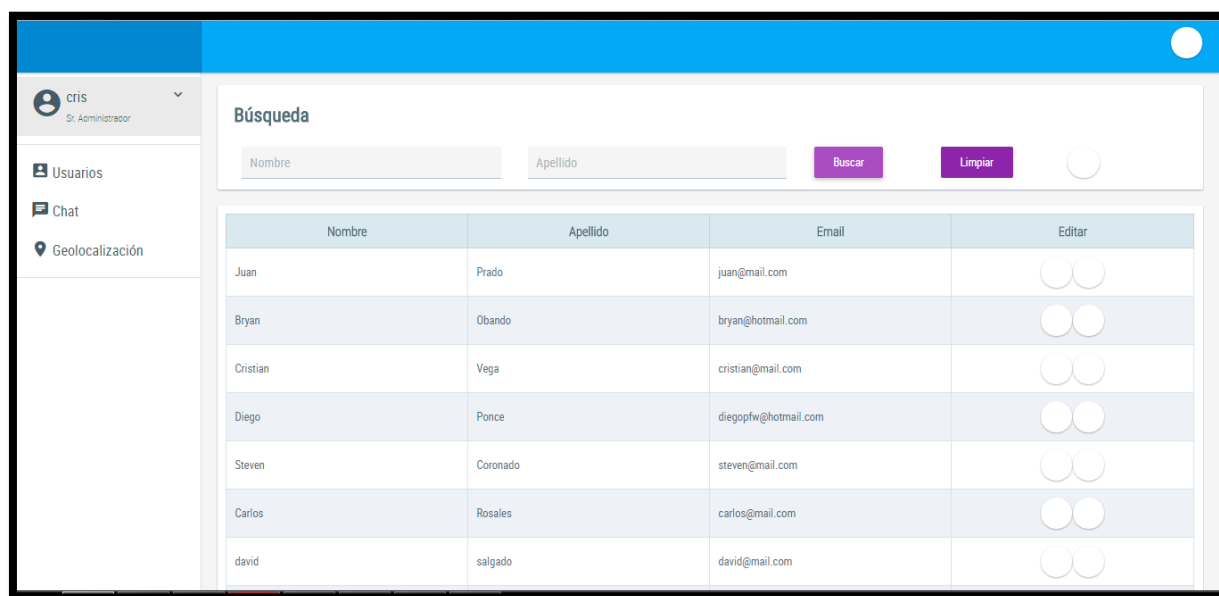 cris
Sr. Administrador
Usuarios
Chat
Geolocalización
Búsqueda
Nombre Apellido Buscar Limpiar
Nombre Apellido Email Editar
Juan Prado juan@mail.com
Bryan Obando bryan@hotmail.com
Cristian Vega cristian@mail.com
Diego Ponce diegopfw@hotmail.com
Steven Coronado steven@mail.com
Carlos Rosales carlos@mail.com
david salgado david@mail.com